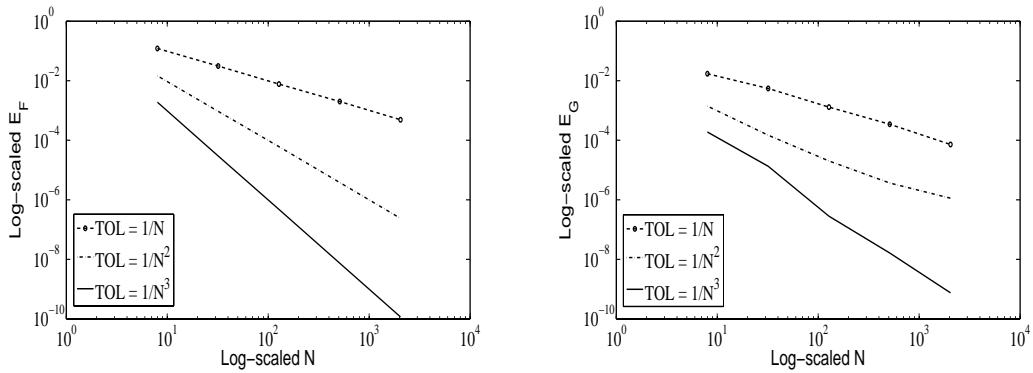 10^0
10^-2
10^-4
10^-6
10^-8
10^-10
Log-scaled E_F
TOL = 1/N
TOL = 1/N^2
TOL = 1/N^3
10^0 10^1 10^2 10^3 10^4
Log-scaled N
10^0
10^-2
10^-4
10^-6
10^-8
10^-10
Log-scaled E_G
TOL = 1/N
TOL = 1/N^2
TOL = 1/N^3
10^0 10^1 10^2 10^3 10^4
Log-scaled N